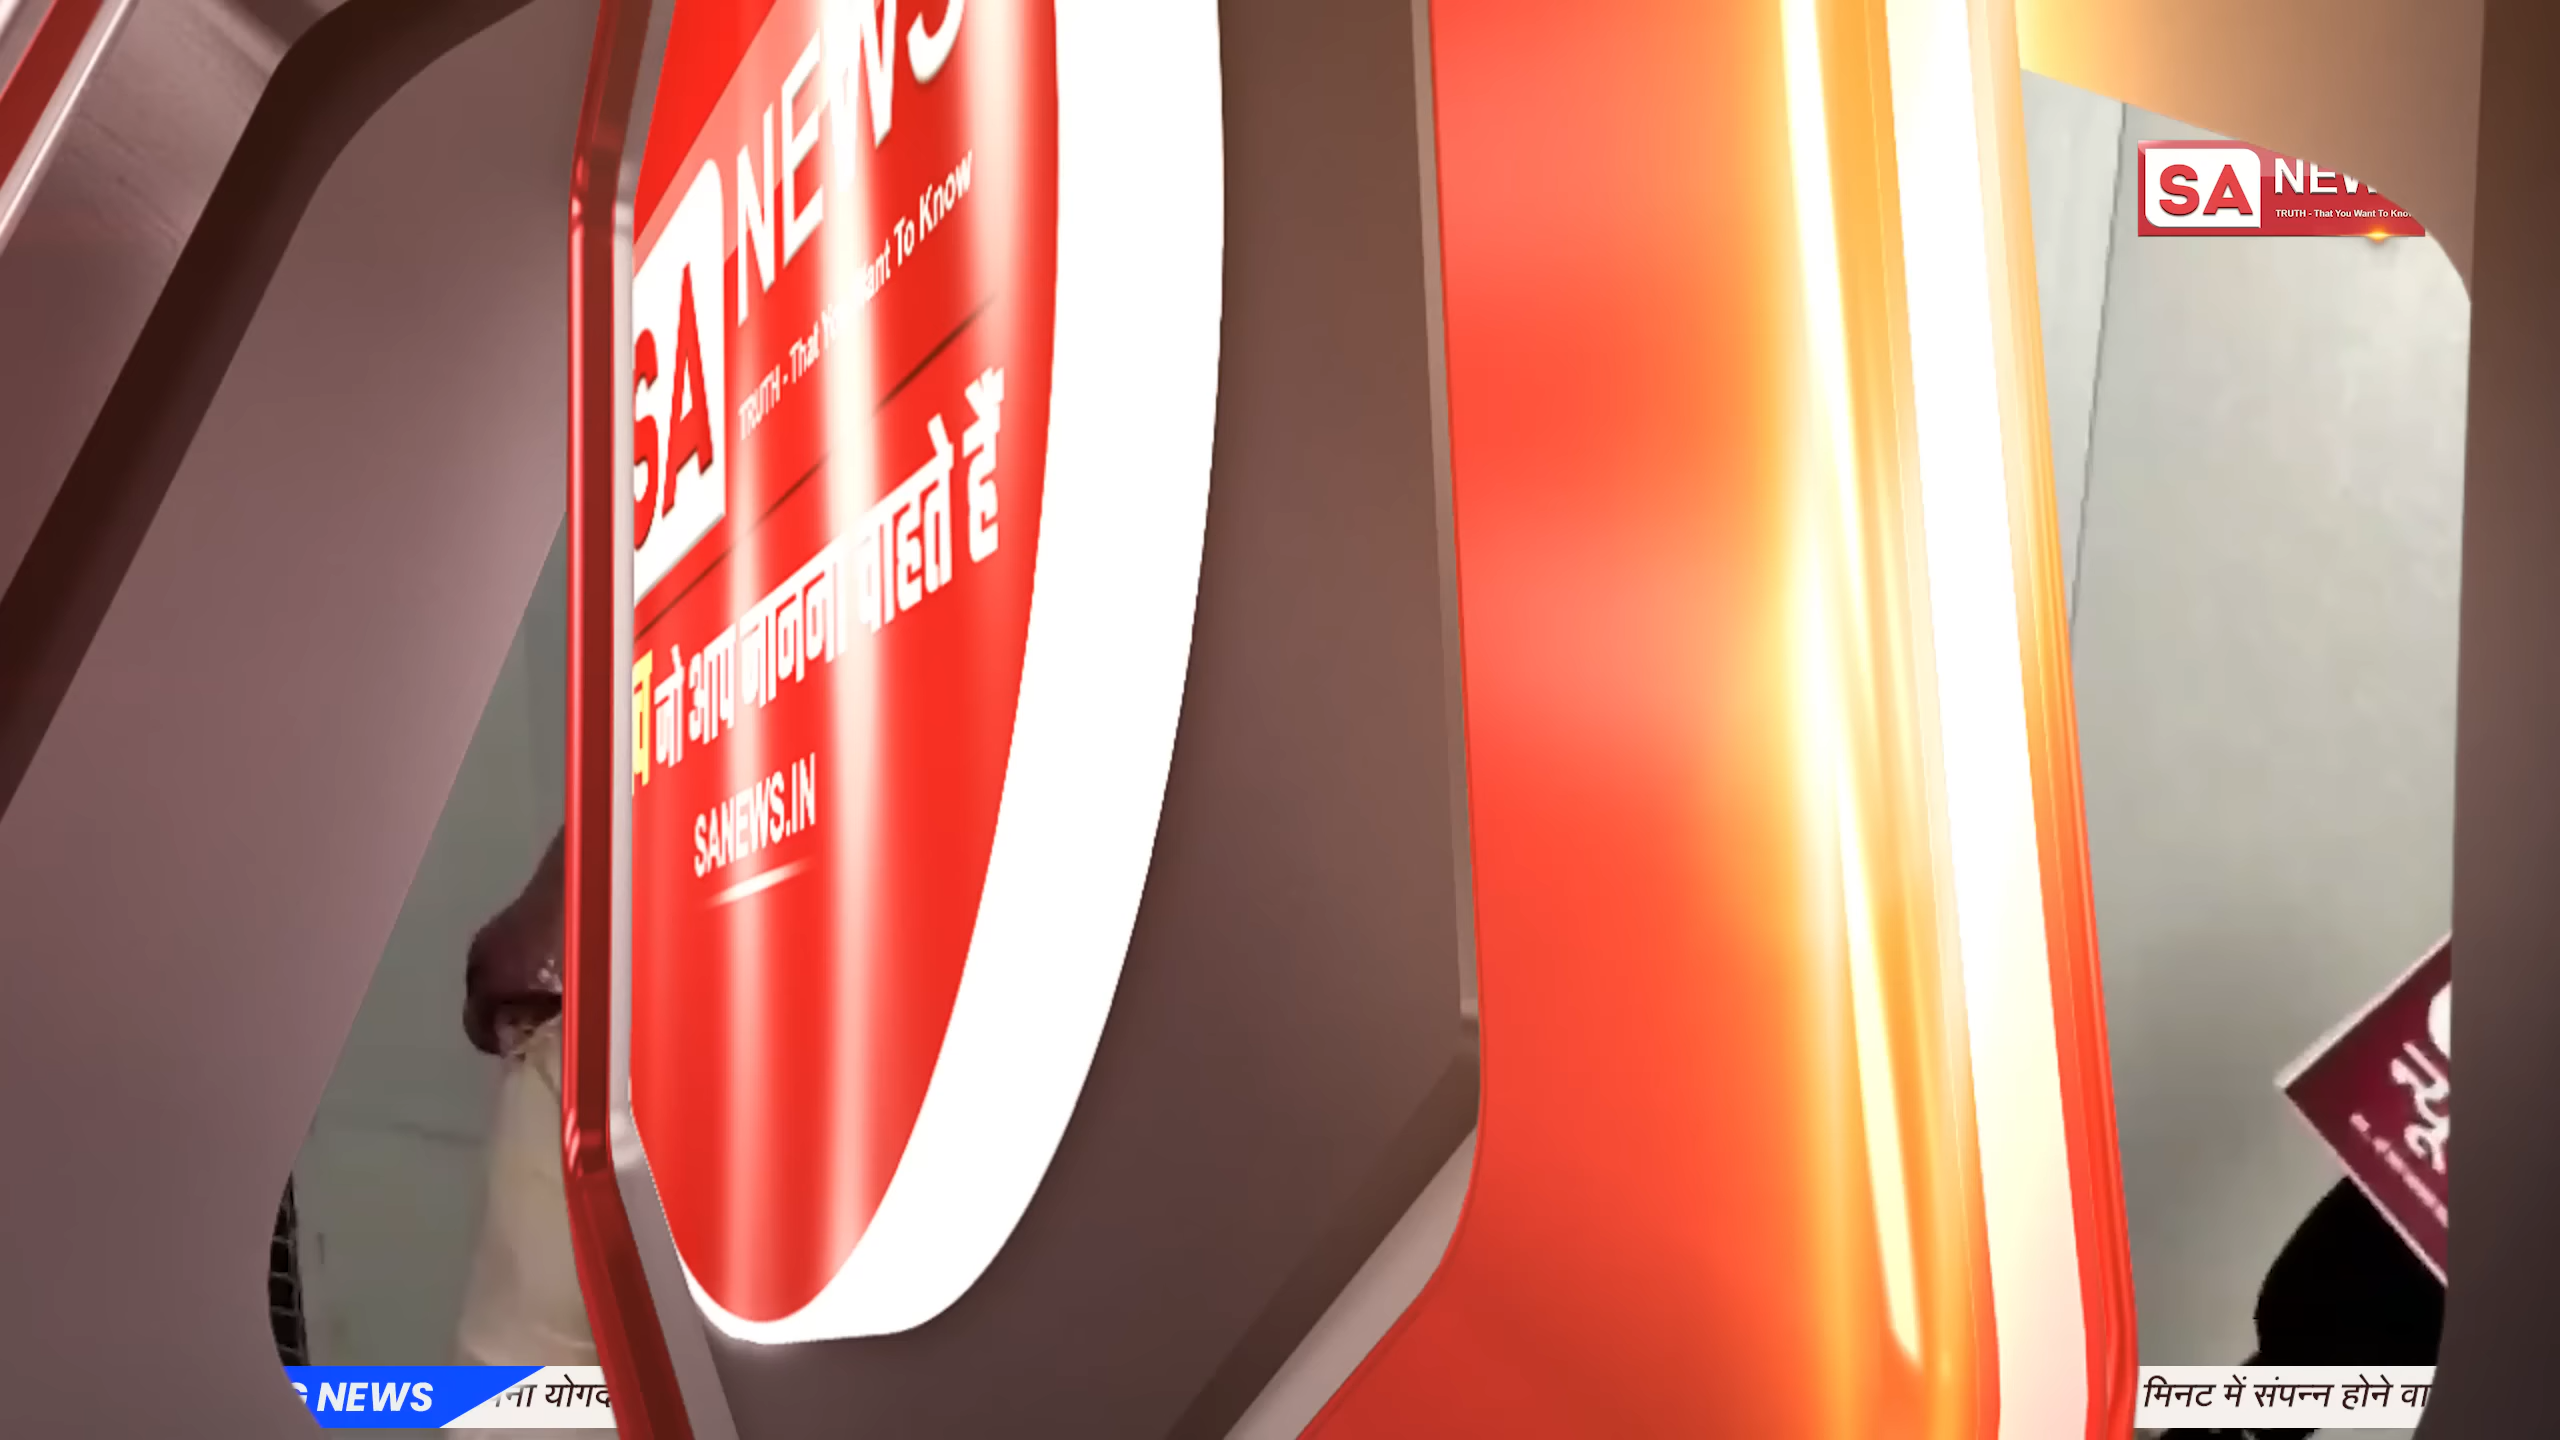 SA NEWS
TRUTH - That You Want To Know
जो आप जानना चाहते हैं
SANEWS.IN
SA NEW
TRUTH - That You Want To Know
NEWS
मिनट में संपन्न होने वा